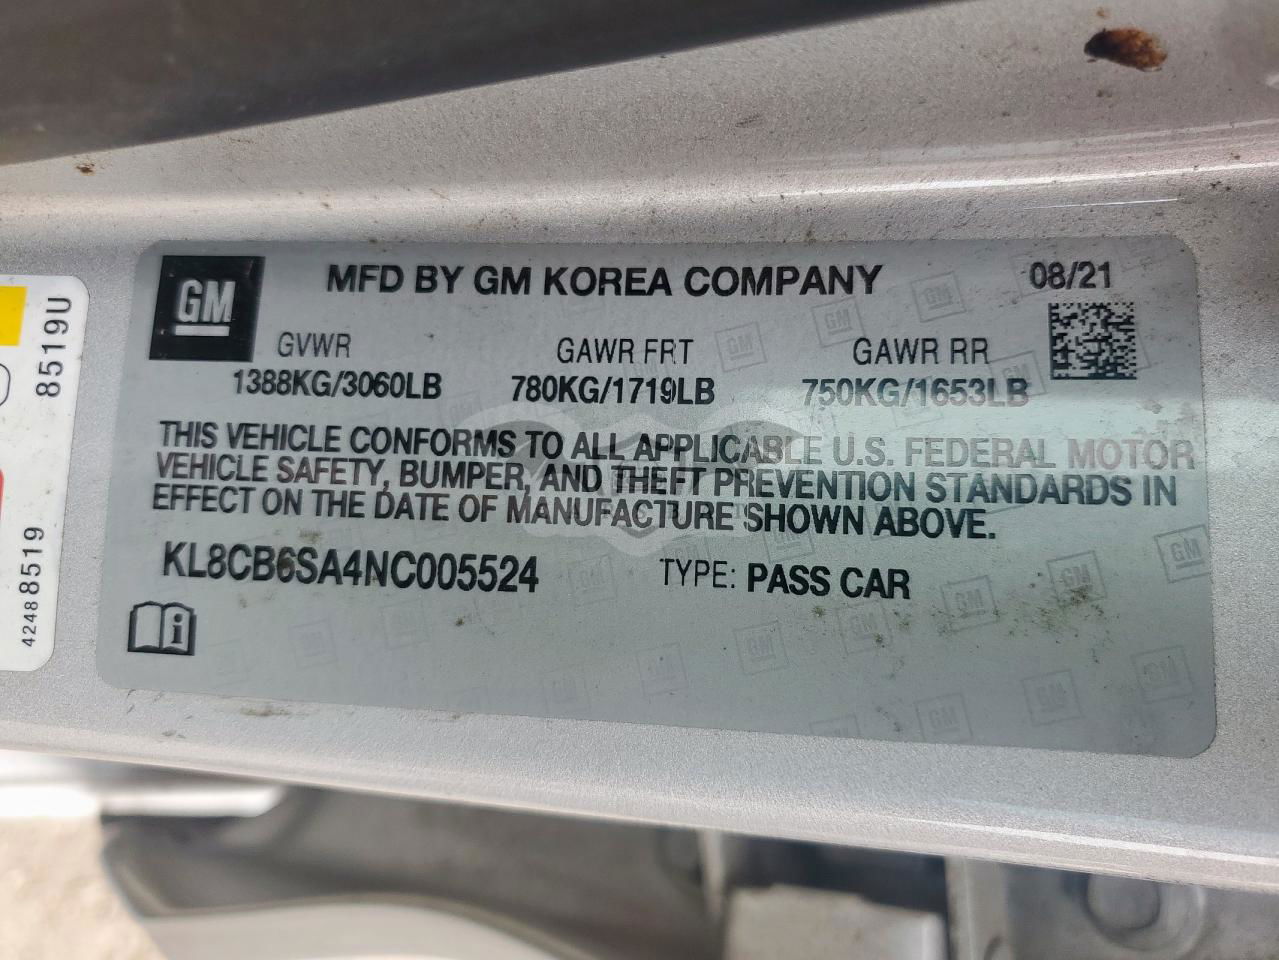 GM
MFD BY GM KOREA COMPANY
08/21
GVWR
GAWR FRT
GAWR RR
1388KG/3060LB
780KG/1719LB
750KG/1653LB
THIS VEHICLE CONFORMS TO ALL APPLICABLE U.S. FEDERAL MOTOR
VEHICLE SAFETY, BUMPER, AND THEFT PREVENTION STANDARDS IN
EFFECT ON THE DATE OF MANUFACTURE SHOWN ABOVE.
KL8CB6SA4NC005524
TYPE: PASS CAR
8519U
42488519